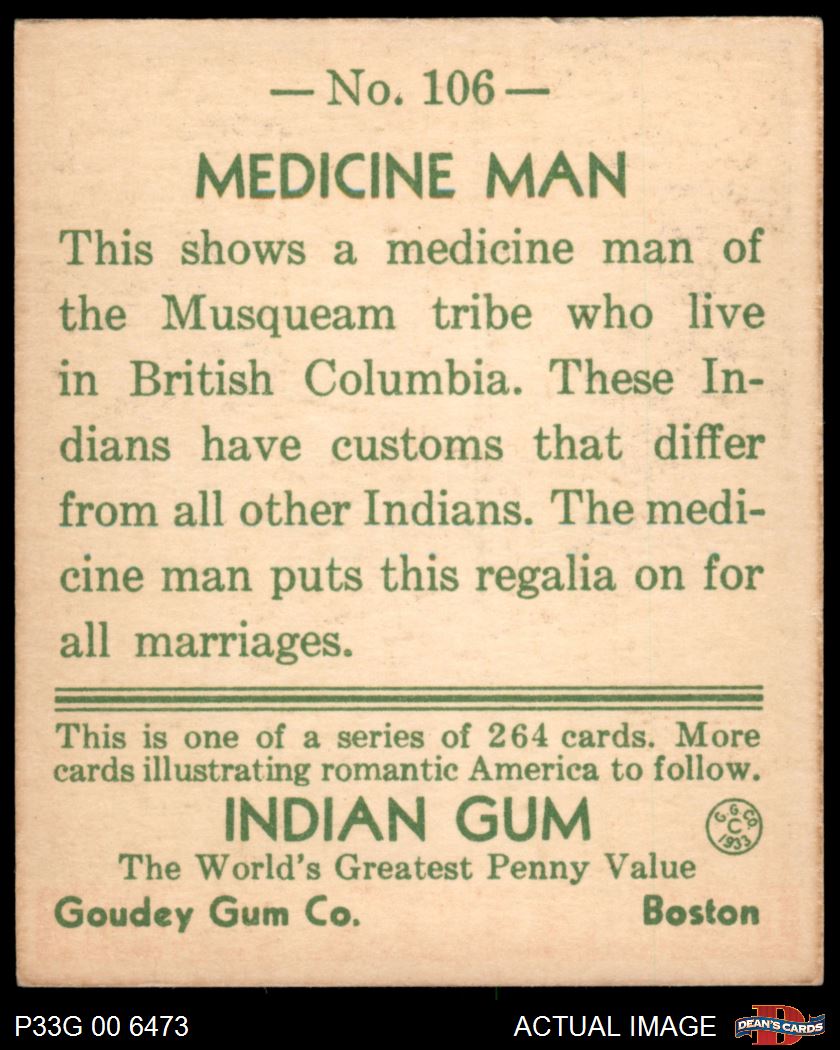 — No. 106 —
MEDICINE MAN
This shows a medicine man of
the Musqueam tribe who live
in British Columbia. These In-
dians have customs that differ
from all other Indians. The medi-
cine man puts this regalia on for
all marriages.
This is one of a series of 264 cards. More
cards illustrating romantic America to follow.
INDIAN GUM
G. G. CO.
C
1933
The World's Greatest Penny Value
Goudey Gum Co. Boston
P33G 00 6473 ACTUAL IMAGE
D
DEAN'S CARDS